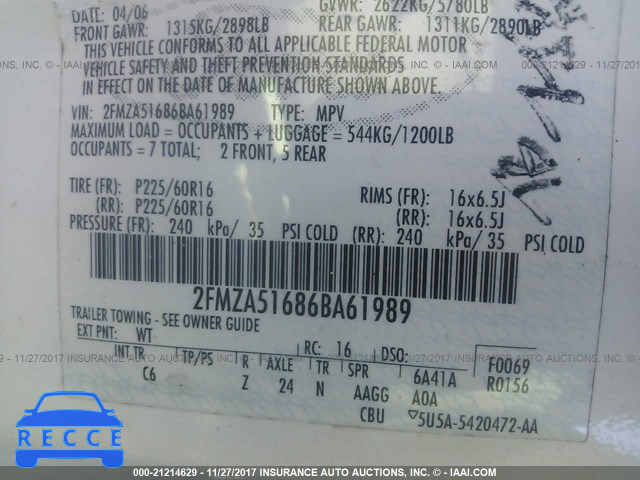 DATE: 04/06 GVWR: 2622KG/5780LB
FRONT GAWR: 1315KG/2898LB REAR GAWR: 1311KG/2890LB
THIS VEHICLE CONFORMS TO ALL APPLICABLE FEDERAL MOTOR
VEHICLE SAFETY AND THEFT PREVENTION STANDARDS
IN EFFECT ON THE DATE OF MANUFACTURE SHOWN ABOVE.
VIN: 2FMZA51686BA61989 TYPE: MPV
MAXIMUM LOAD = OCCUPANTS + LUGGAGE = 544KG/1200LB
OCCUPANTS = 7 TOTAL; 2 FRONT, 5 REAR
TIRE (FR): P225/60R16 RIMS (FR): 16x6.5J
(RR): P225/60R16 (RR): 16x6.5J
PRESSURE (FR): 240 kPa/ 35 PSI COLD (RR): 240 kPa/ 35 PSI COLD
2FMZA51686BA61989
TRAILER TOWING - SEE OWNER GUIDE
EXT PNT: WT RC: 16 DSO: F0069
INT TR TP/PS R AXLE TR SPR 6A41A R0156
C6 Z 24 N AAGG A0A
CBU 5U5A-5420472-AA
RECCE
000-21214629 - 11/27/2017 INSURANCE AUTO AUCTIONS, INC. - © - IAAI.COM